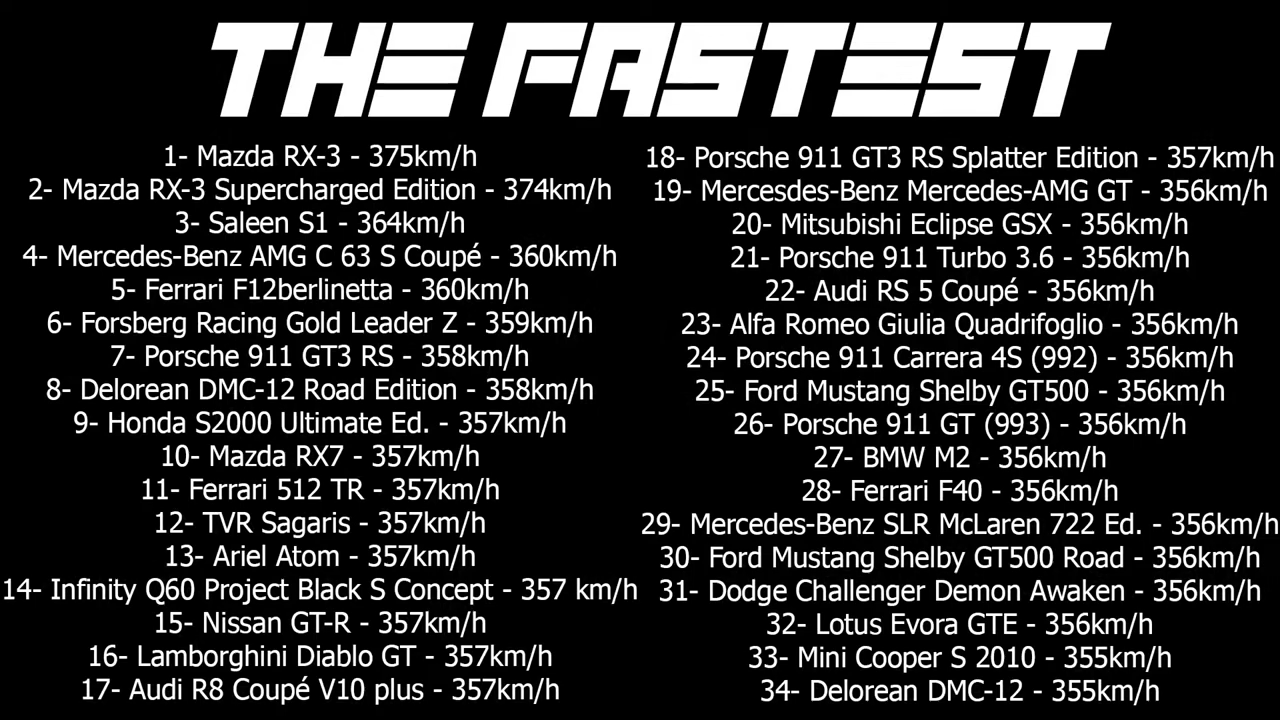 THE FASTEST
1- Mazda RX-3 - 375km/h
2- Mazda RX-3 Supercharged Edition - 374km/h
3- Saleen S1 - 364km/h
4- Mercedes-Benz AMG C 63 S Coupé - 360km/h
5- Ferrari F12berlinetta - 360km/h
6- Forsberg Racing Gold Leader Z - 359km/h
7- Porsche 911 GT3 RS - 358km/h
8- Delorean DMC-12 Road Edition - 358km/h
9- Honda S2000 Ultimate Ed. - 357km/h
10- Mazda RX7 - 357km/h
11- Ferrari 512 TR - 357km/h
12- TVR Sagaris - 357km/h
13- Ariel Atom - 357km/h
14- Infinity Q60 Project Black S Concept - 357 km/h
15- Nissan GT-R - 357km/h
16- Lamborghini Diablo GT - 357km/h
17- Audi R8 Coupé V10 plus - 357km/h
18- Porsche 911 GT3 RS Splatter Edition - 357km/h
19- Mercesdes-Benz Mercedes-AMG GT - 356km/h
20- Mitsubishi Eclipse GSX - 356km/h
21- Porsche 911 Turbo 3.6 - 356km/h
22- Audi RS 5 Coupé - 356km/h
23- Alfa Romeo Giulia Quadrifoglio - 356km/h
24- Porsche 911 Carrera 4S (992) - 356km/h
25- Ford Mustang Shelby GT500 - 356km/h
26- Porsche 911 GT (993) - 356km/h
27- BMW M2 - 356km/h
28- Ferrari F40 - 356km/h
29- Mercedes-Benz SLR McLaren 722 Ed. - 356km/h
30- Ford Mustang Shelby GT500 Road - 356km/h
31- Dodge Challenger Demon Awaken - 356km/h
32- Lotus Evora GTE - 356km/h
33- Mini Cooper S 2010 - 355km/h
34- Delorean DMC-12 - 355km/h